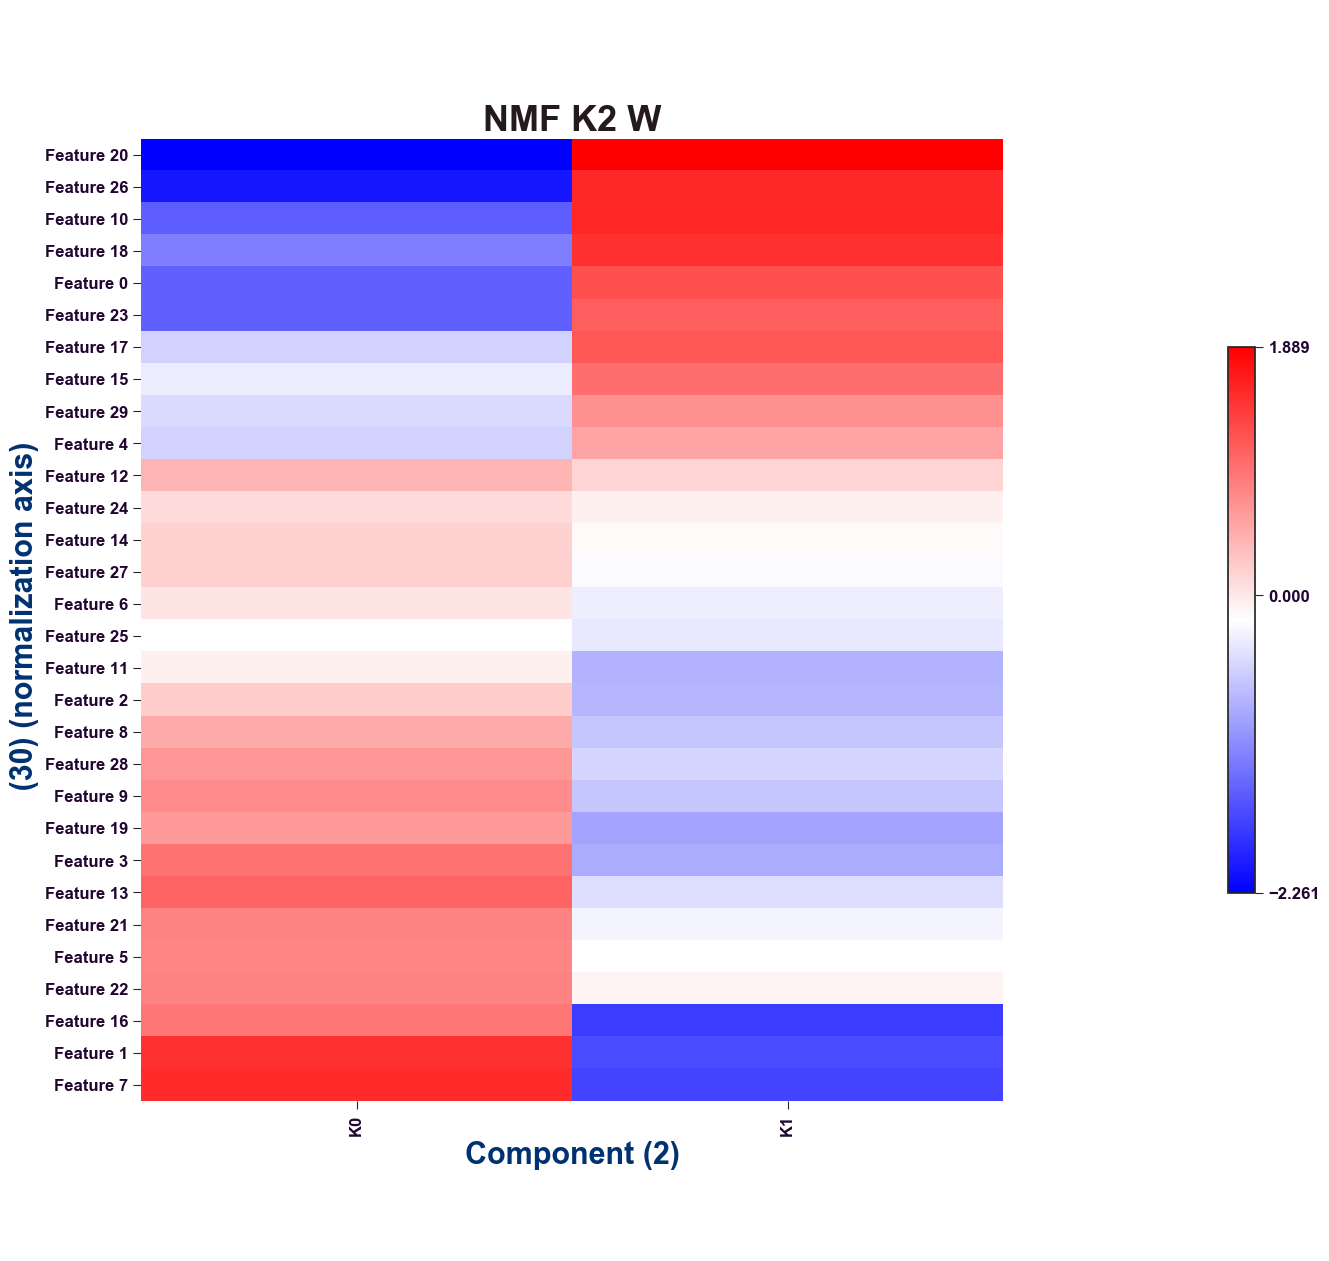 NMF K2 W
Feature 20
Feature 26
Feature 10
Feature 18
Feature 0
Feature 23
Feature 17
Feature 15
Feature 29
Feature 4
Feature 12
Feature 24
Feature 14
Feature 27
Feature 6
Feature 25
Feature 11
Feature 2
Feature 8
Feature 28
Feature 9
Feature 19
Feature 3
Feature 13
Feature 21
Feature 5
Feature 22
Feature 16
Feature 1
Feature 7
(30) (normalization axis)
K0
K1
Component (2)
1.889
0.000
−2.261